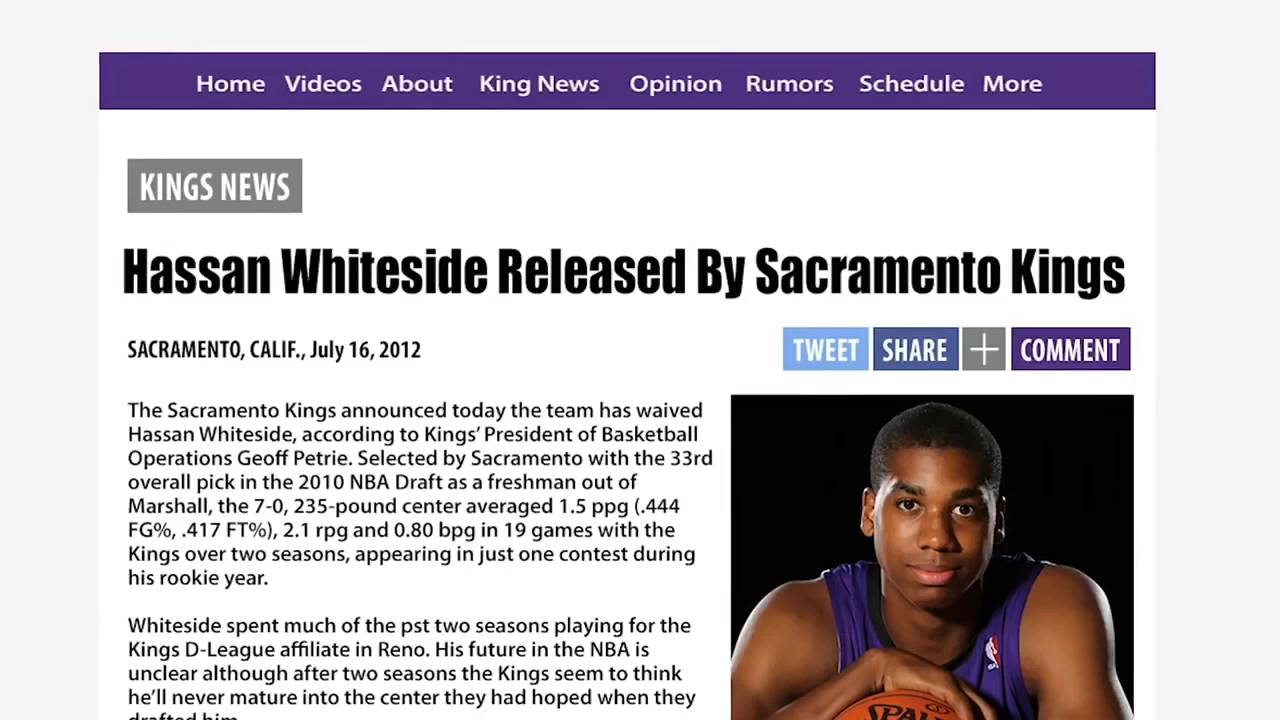 Home Videos About King News Opinion Rumors Schedule More
KINGS NEWS
Hassan Whiteside Released By Sacramento Kings
SACRAMENTO, CALIF., July 16, 2012
TWEET SHARE + COMMENT
The Sacramento Kings announced today the team has waived
Hassan Whiteside, according to Kings’ President of Basketball
Operations Geoff Petrie. Selected by Sacramento with the 33rd
overall pick in the 2010 NBA Draft as a freshman out of
Marshall, the 7-0, 235-pound center averaged 1.5 ppg (.444
FG%, .417 FT%), 2.1 rpg and 0.80 bpg in 19 games with the
Kings over two seasons, appearing in just one contest during
his rookie year.
Whiteside spent much of the pst two seasons playing for the
Kings D-League affiliate in Reno. His future in the NBA is
unclear although after two seasons the Kings seem to think
he’ll never mature into the center they had hoped when they
drafted him.
SPALDING